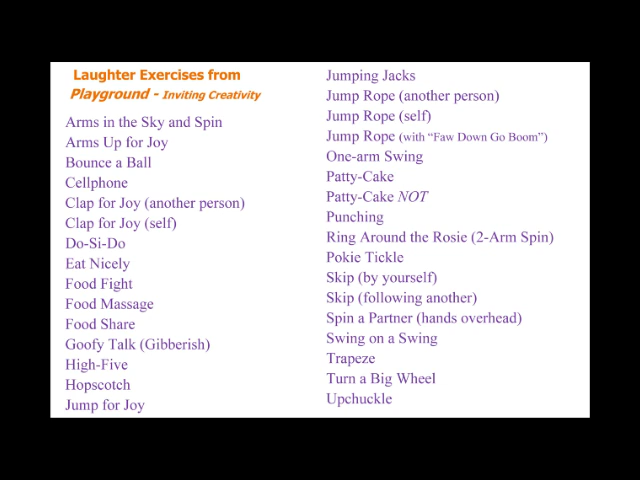 Laughter Exercises from
Playground - Inviting Creativity
Arms in the Sky and Spin
Arms Up for Joy
Bounce a Ball
Cellphone
Clap for Joy (another person)
Clap for Joy (self)
Do-Si-Do
Eat Nicely
Food Fight
Food Massage
Food Share
Goofy Talk (Gibberish)
High-Five
Hopscotch
Jump for Joy
Jumping Jacks
Jump Rope (another person)
Jump Rope (self)
Jump Rope (with “Faw Down Go Boom”)
One-arm Swing
Patty-Cake
Patty-Cake NOT
Punching
Ring Around the Rosie (2-Arm Spin)
Pokie Tickle
Skip (by yourself)
Skip (following another)
Spin a Partner (hands overhead)
Swing on a Swing
Trapeze
Turn a Big Wheel
Upchuckle